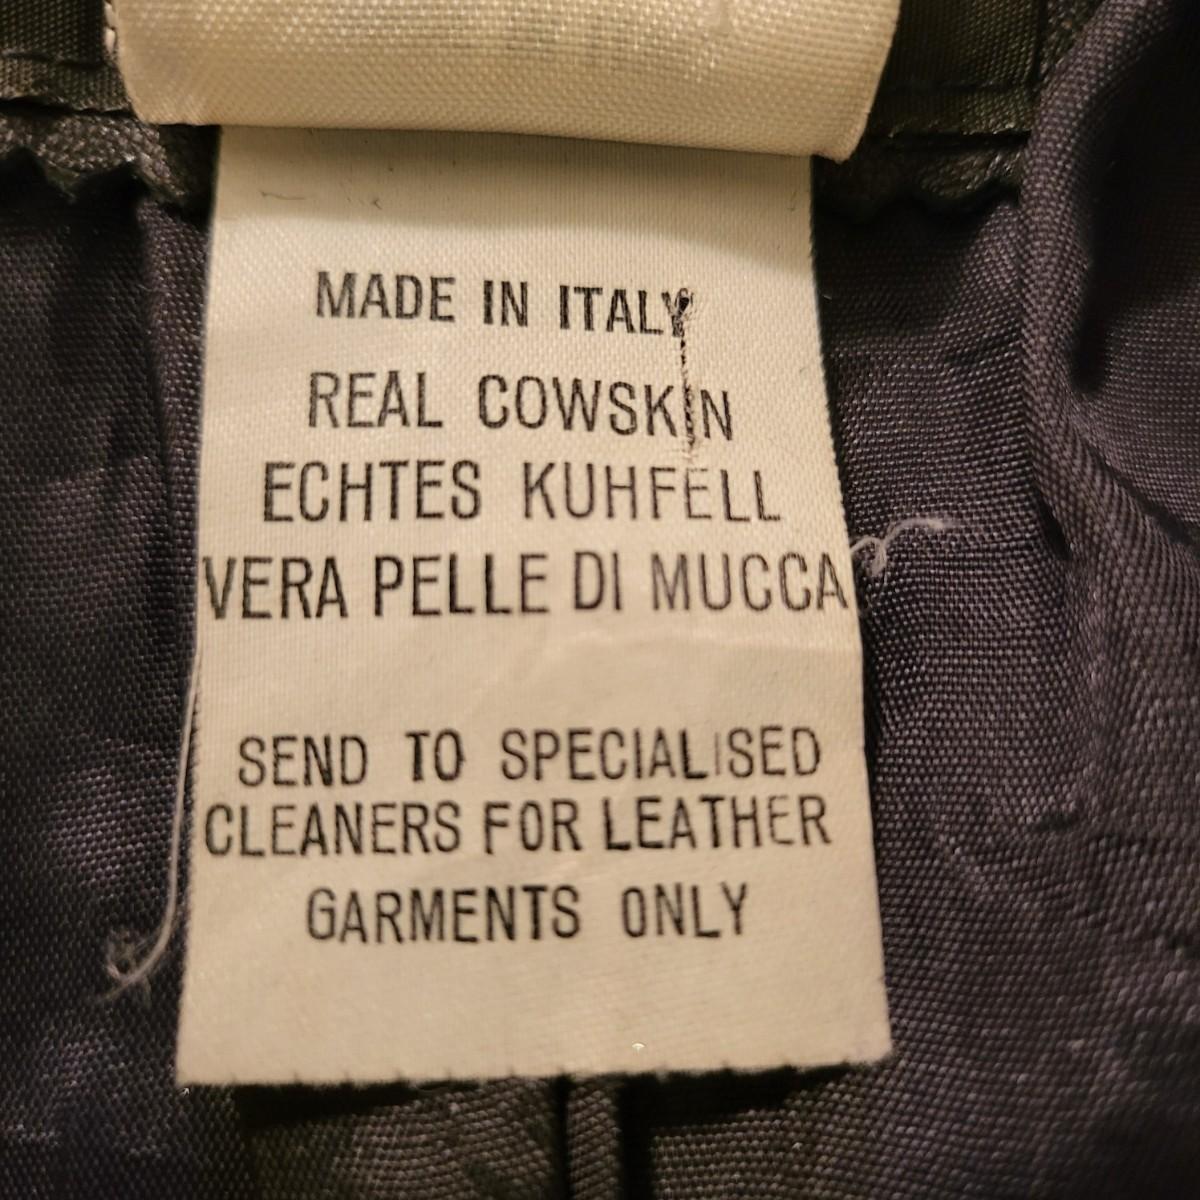 MADE IN ITALY
REAL COWSKIN
ECHTES KUHFELL
VERA PELLE DI MUCCA
SEND TO SPECIALISED
CLEANERS FOR LEATHER
GARMENTS ONLY